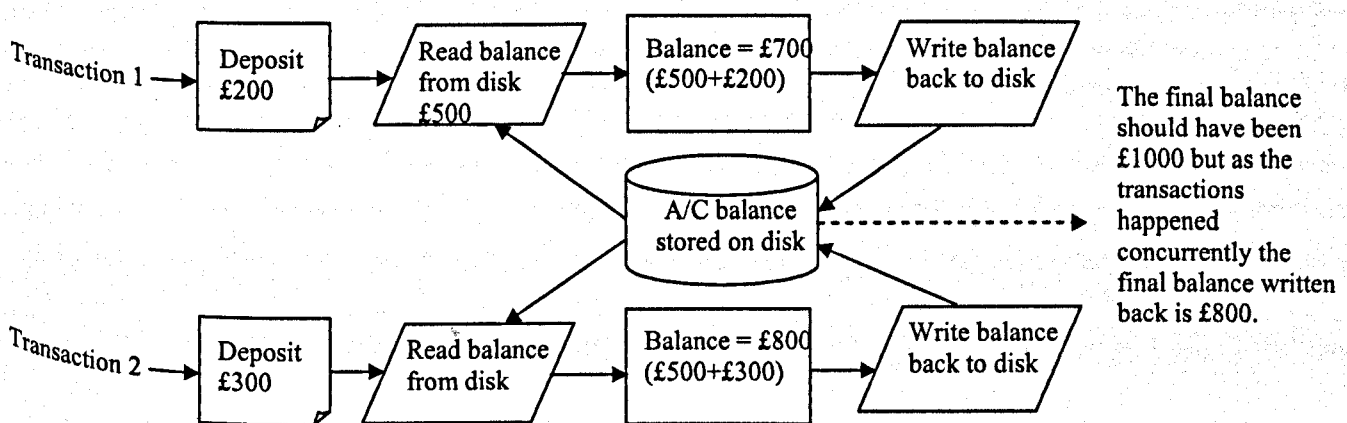 Transaction 1
Deposit
£200
Read balance
from disk
£500
Balance = £700
(£500+£200)
Write balance
back to disk
A/C balance
stored on disk
The final balance
should have been
£1000 but as the
transactions
happened
concurrently the
final balance written
back is £800.
Transaction 2
Deposit
£300
Read balance
from disk
Balance = £800
(£500+£300)
Write balance
back to disk